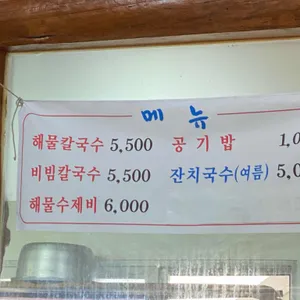 메뉴
해물칼국수 5,500 공기밥 1,0
비빔칼국수 5,500 잔치국수(여름) 5,0
해물수제비 6,000